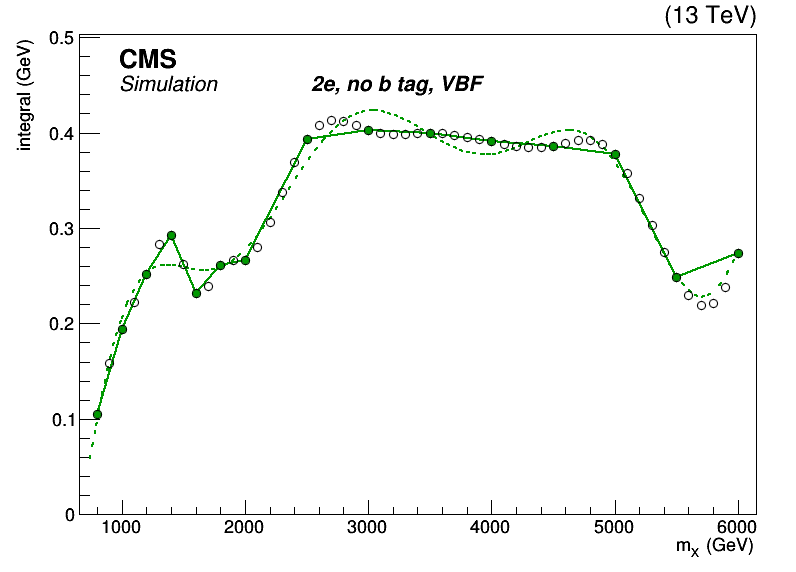 (13 TeV)
CMS
Simulation
2e, no b tag, VBF
integral (GeV)
0.5
0.4
0.3
0.2
0.1
0
1000 2000 3000 4000 5000 6000
m_X (GeV)